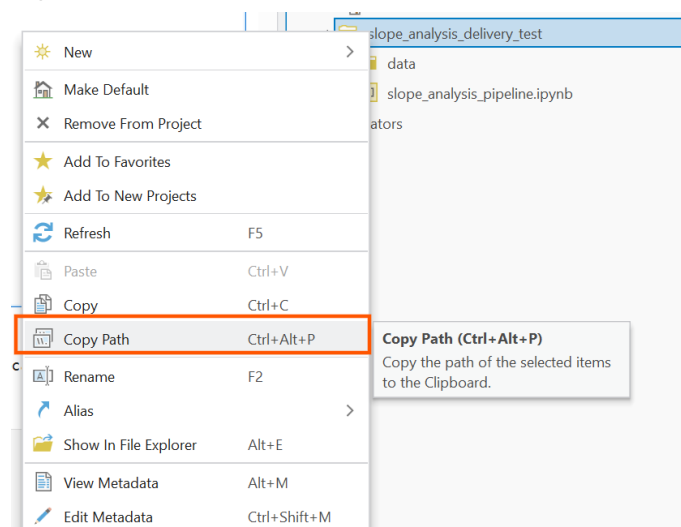 slope_analysis_delivery_test
data
slope_analysis_pipeline.ipynb
ators
New
Make Default
Remove From Project
Add To Favorites
Add To New Projects
Refresh F5
Paste Ctrl+V
Copy Ctrl+C
Copy Path Ctrl+Alt+P
Copy Path (Ctrl+Alt+P)
Copy the path of the selected items
to the Clipboard.
Rename F2
Alias
Show In File Explorer Alt+E
View Metadata Alt+M
Edit Metadata Ctrl+Shift+M